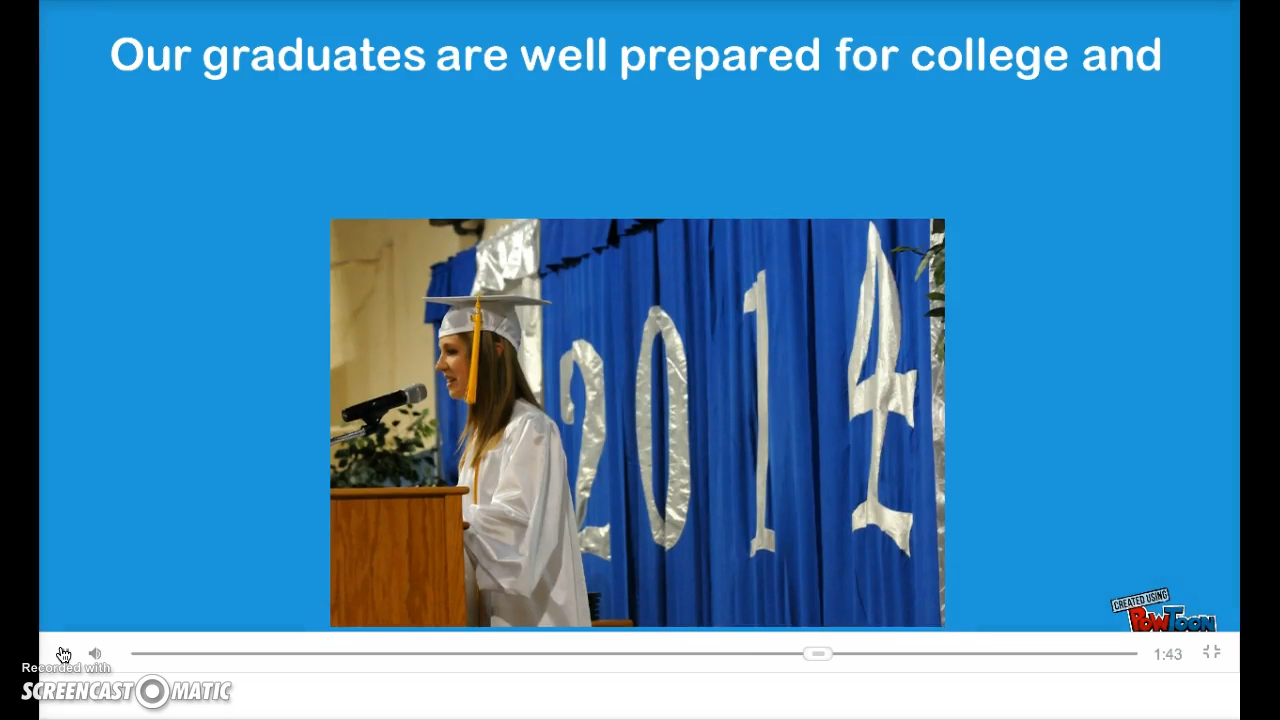 Our graduates are well prepared for college and
2014
CREATED USING
POWTOON
1:43
Recorded with
SCREENCAST O MATIC